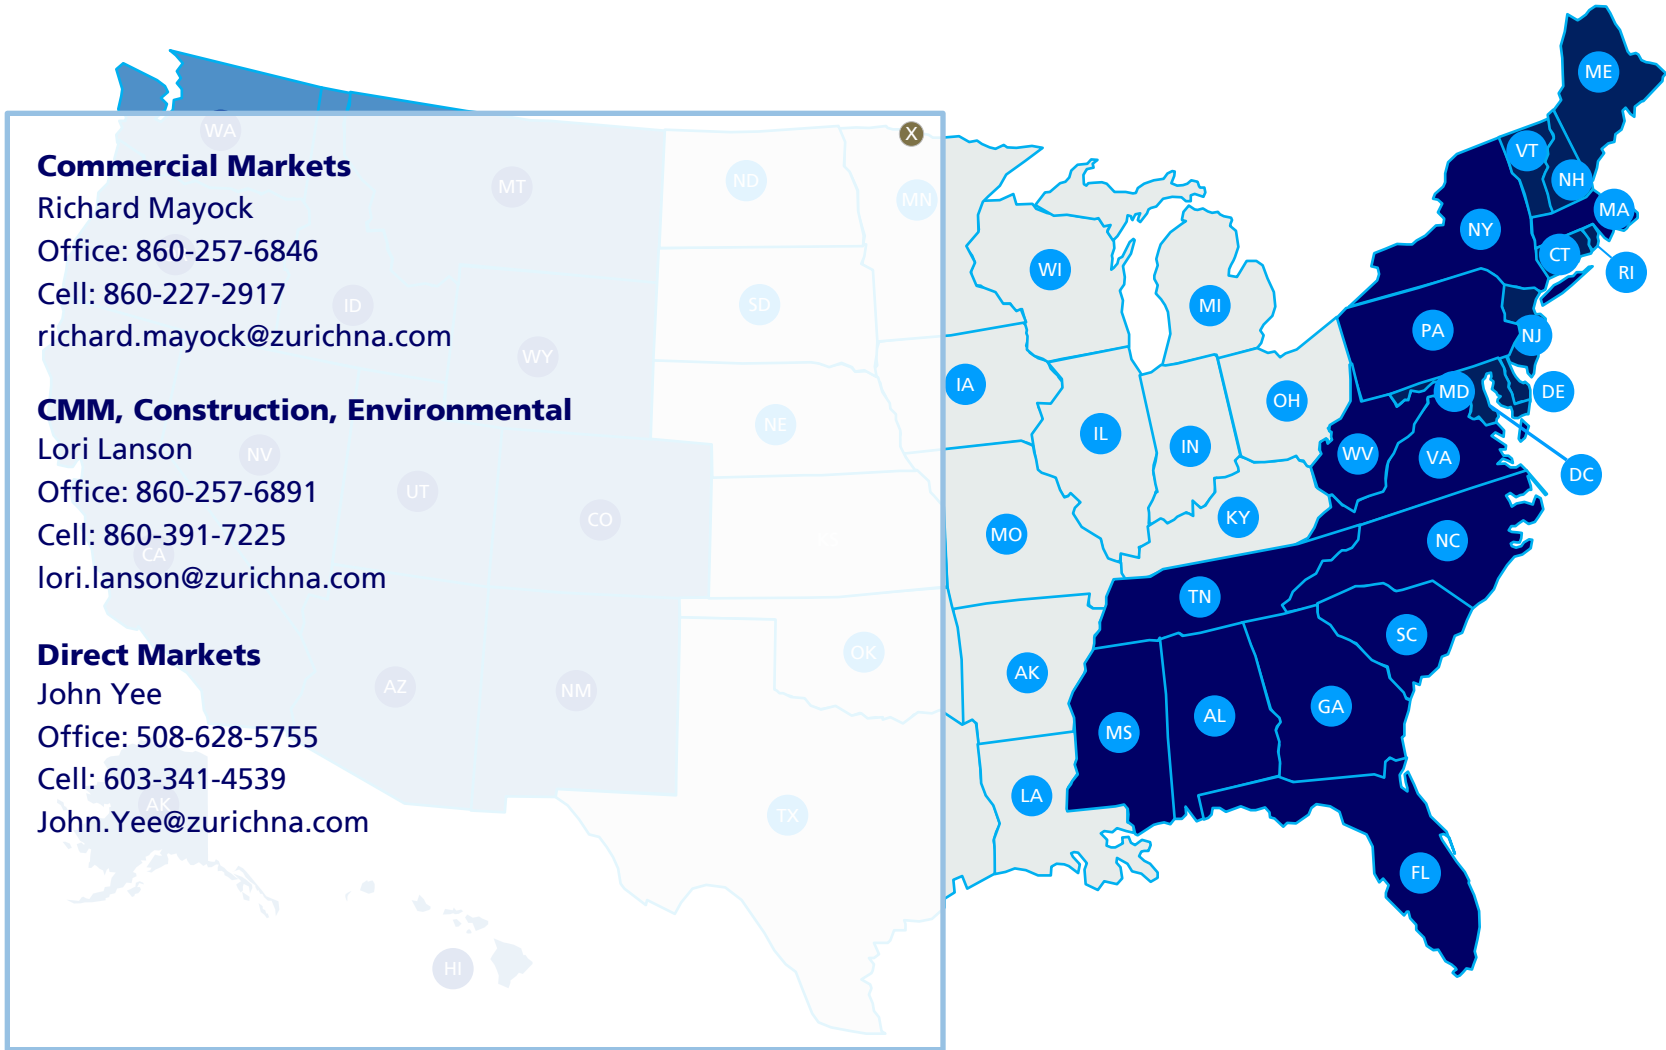 X
Commercial Markets
Richard Mayock
Office: 860-257-6846
Cell: 860-227-2917
richard.mayock@zurichna.com
CMM, Construction, Environmental
Lori Lanson
Office: 860-257-6891
Cell: 860-391-7225
lori.lanson@zurichna.com
Direct Markets
John Yee
Office: 508-628-5755
Cell: 603-341-4539
John.Yee@zurichna.com
WA
MT
ND
MN
ID
WY
SD
NE
NV
UT
CO
CA
AZ
NM
OK
TX
AK
HI
ME
VT
NH
MA
NY
CT
RI
WI
MI
PA
NJ
IA
OH
MD
DE
IL
IN
WV
VA
DC
MO
KY
NC
TN
SC
AK
MS
AL
GA
LA
FL